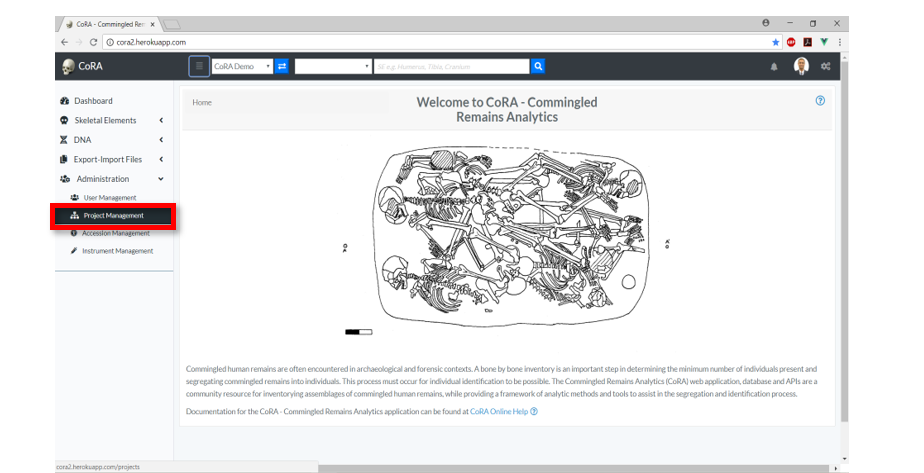 CoRA - Commingled Rem
cora2.herokuapp.com
CoRA
CoRA Demo
SE e.g. Humerus, Tibia, Cranium
Dashboard
Skeletal Elements
DNA
Export-Import Files
Administration
User Management
Project Management
Accession Management
Instrument Management
Home
Welcome to CoRA - Commingled
Remains Analytics
Commingled human remains are often encountered in archaeological and forensic contexts. A bone by bone inventory is an important step in determining the minimum number of individuals present and
segregating commingled remains into individuals. This process must occur for individual identification to be possible. The Commingled Remains Analytics (CoRA) web application, database and APIs are a
community resource for inventorying assemblages of commingled human remains, while providing a framework of analytic methods and tools to assist in the segregation and identification process.
Documentation for the CoRA - Commingled Remains Analytics application can be found at CoRA Online Help
cora2.herokuapp.com/projects